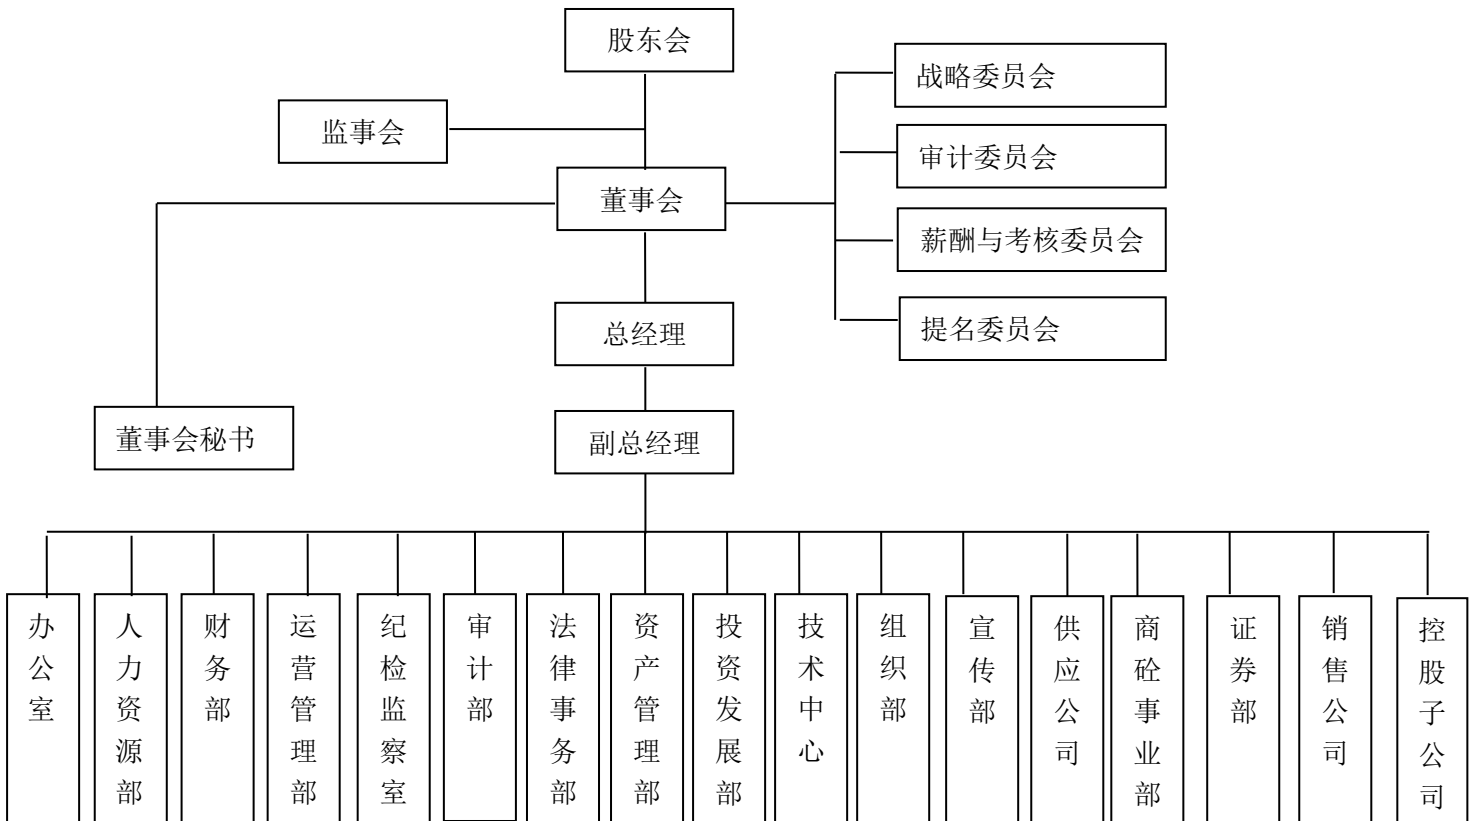 股东会
战略委员会
监事会
审计委员会
董事会
薪酬与考核委员会
总经理
提名委员会
董事会秘书
副总经理
办公室
人力资源部
财务部
运营管理部
纪检监察室
审计部
法律事务部
资产管理部
投资发展部
技术中心
组织部
宣传部
供应公司
商砼事业部
证券部
销售公司
控股子公司